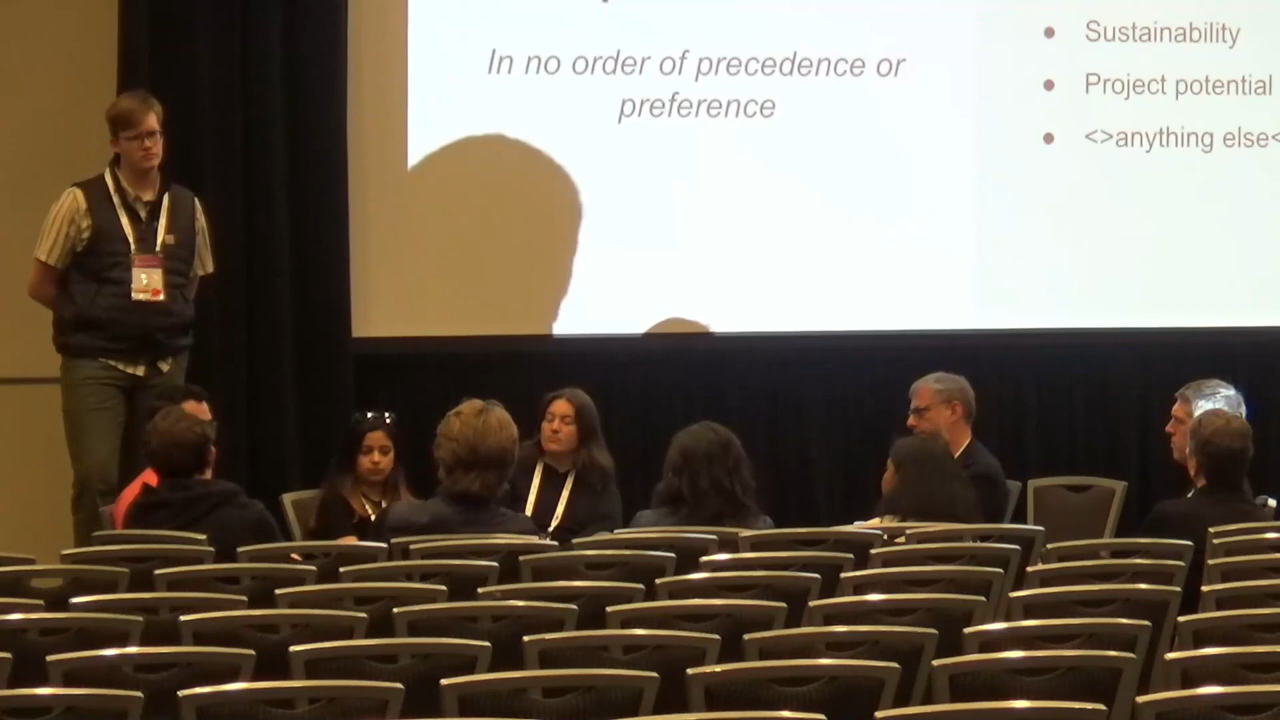 In no order of precedence or
preference
Sustainability
Project potential
<>anything else<